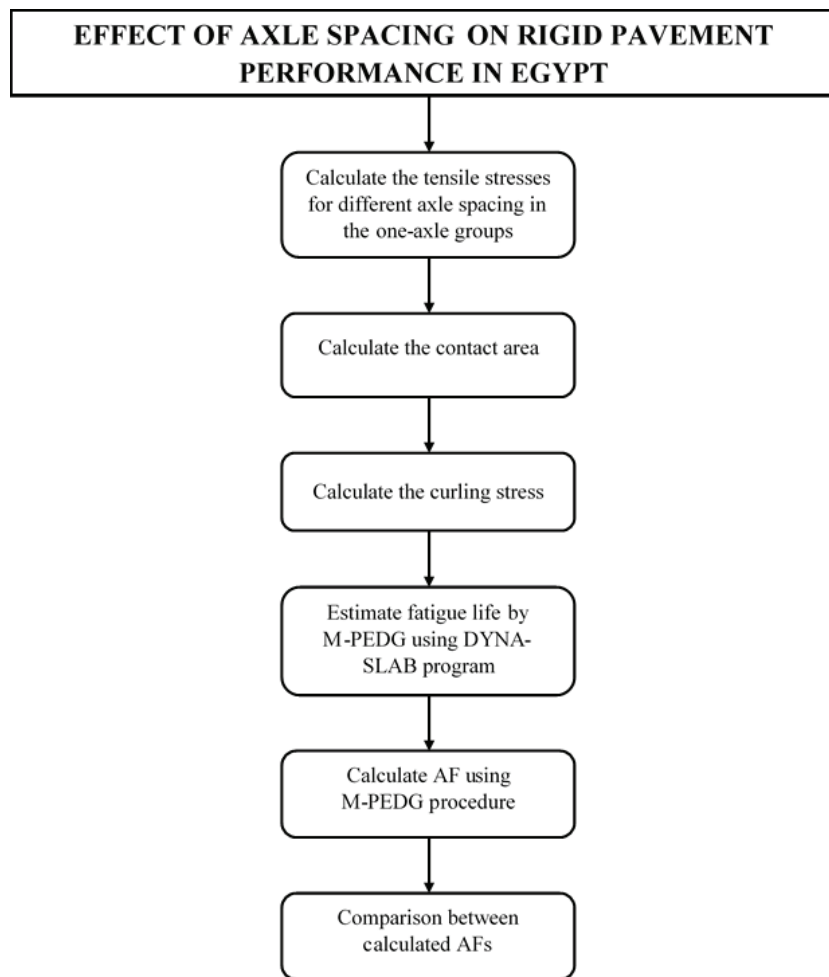 EFFECT OF AXLE SPACING ON RIGID PAVEMENT
PERFORMANCE IN EGYPT
Calculate the tensile stresses
for different axle spacing in
the one-axle groups
Calculate the contact area
Calculate the curling stress
Estimate fatigue life by
M-PEDG using DYNA-
SLAB program
Calculate AF using
M-PEDG procedure
Comparison between
calculated AFs